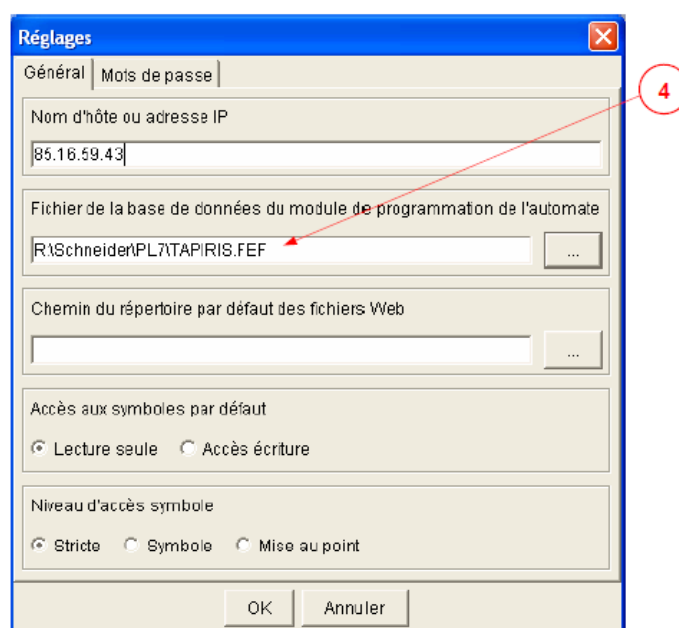 Réglages
Général
Mots de passe
4
Nom d'hôte ou adresse IP
85.16.59.43
Fichier de la base de données du module de programmation de l'automate
R:\Schneider\PL7\TAPIRIS.FEF
...
Chemin du répertoire par défaut des fichiers Web
...
Accès aux symboles par défaut
Lecture seule
Accès écriture
Niveau d'accès symbole
Stricte
Symbole
Mise au point
OK
Annuler